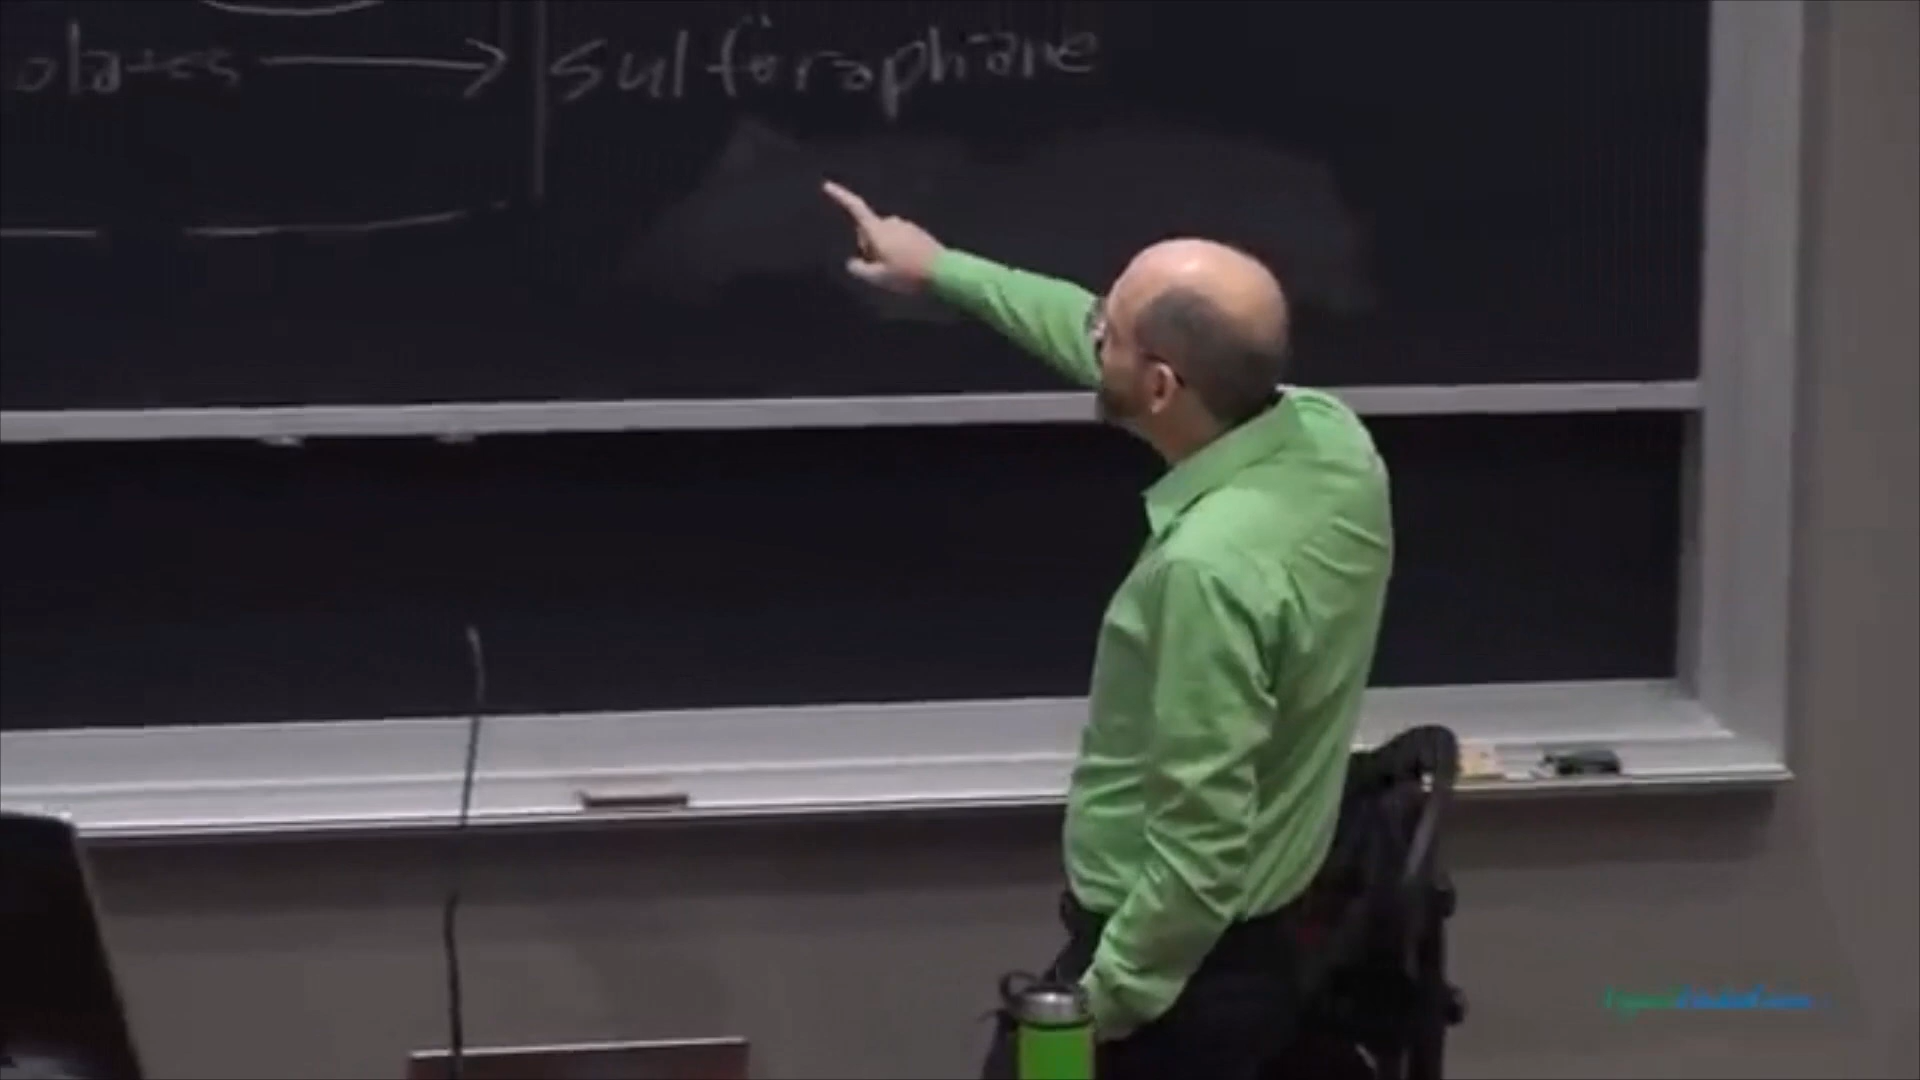 olates → sulforaphane